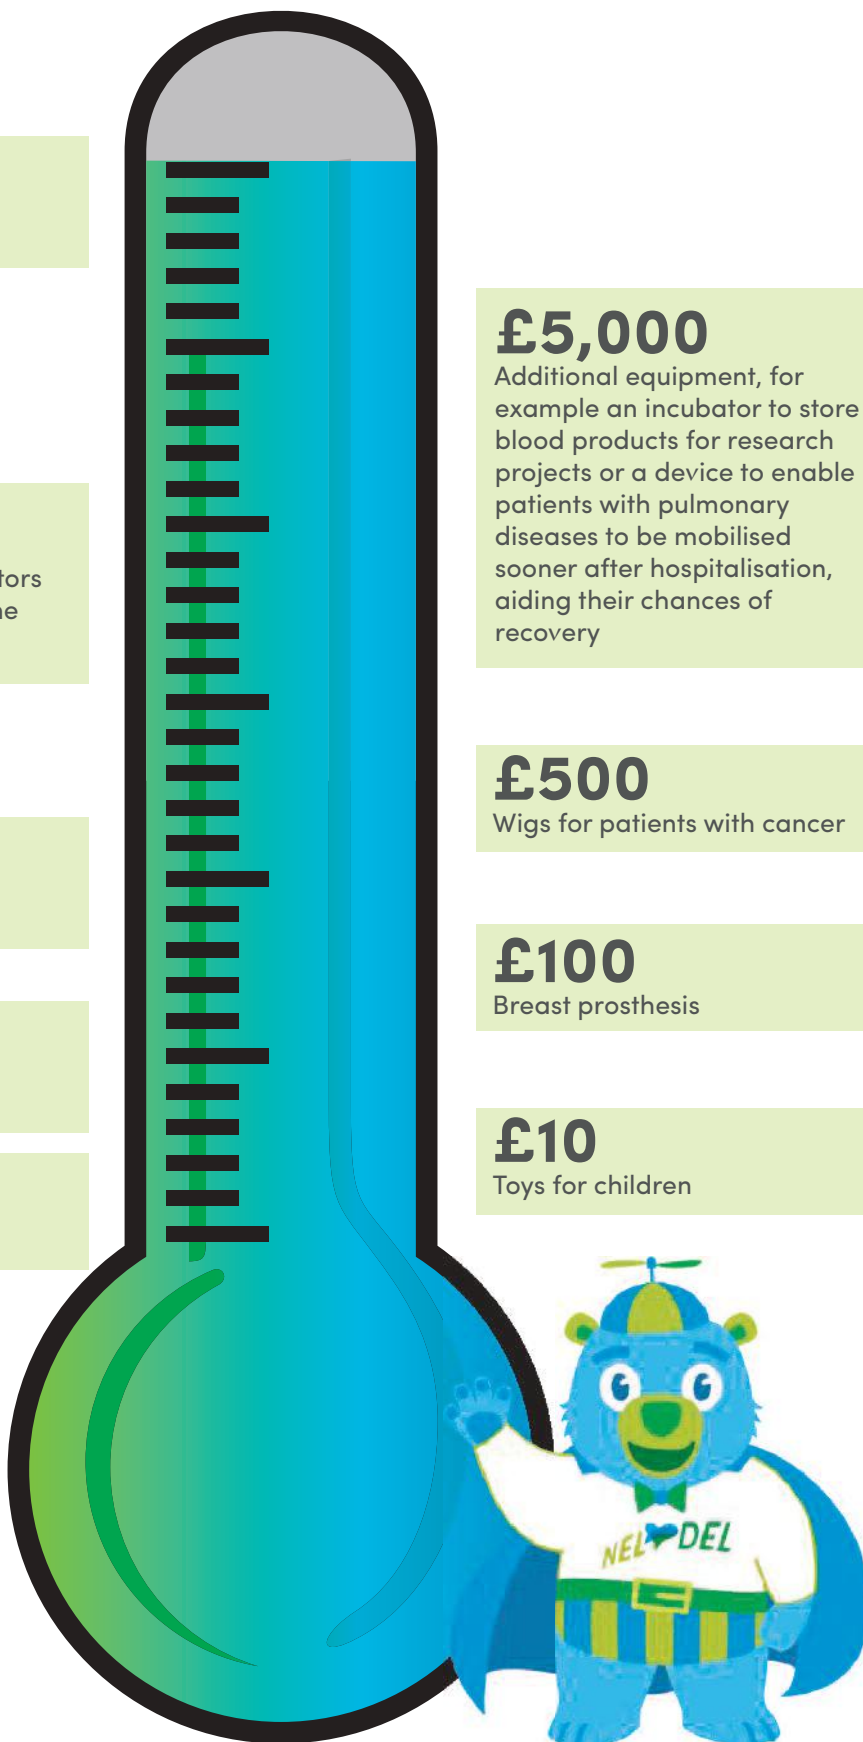 tors
ne
£5,000
Additional equipment, for
example an incubator to store
blood products for research
projects or a device to enable
patients with pulmonary
diseases to be mobilised
sooner after hospitalisation,
aiding their chances of
recovery
£500
Wigs for patients with cancer
£100
Breast prosthesis
£10
Toys for children
NEL DEL